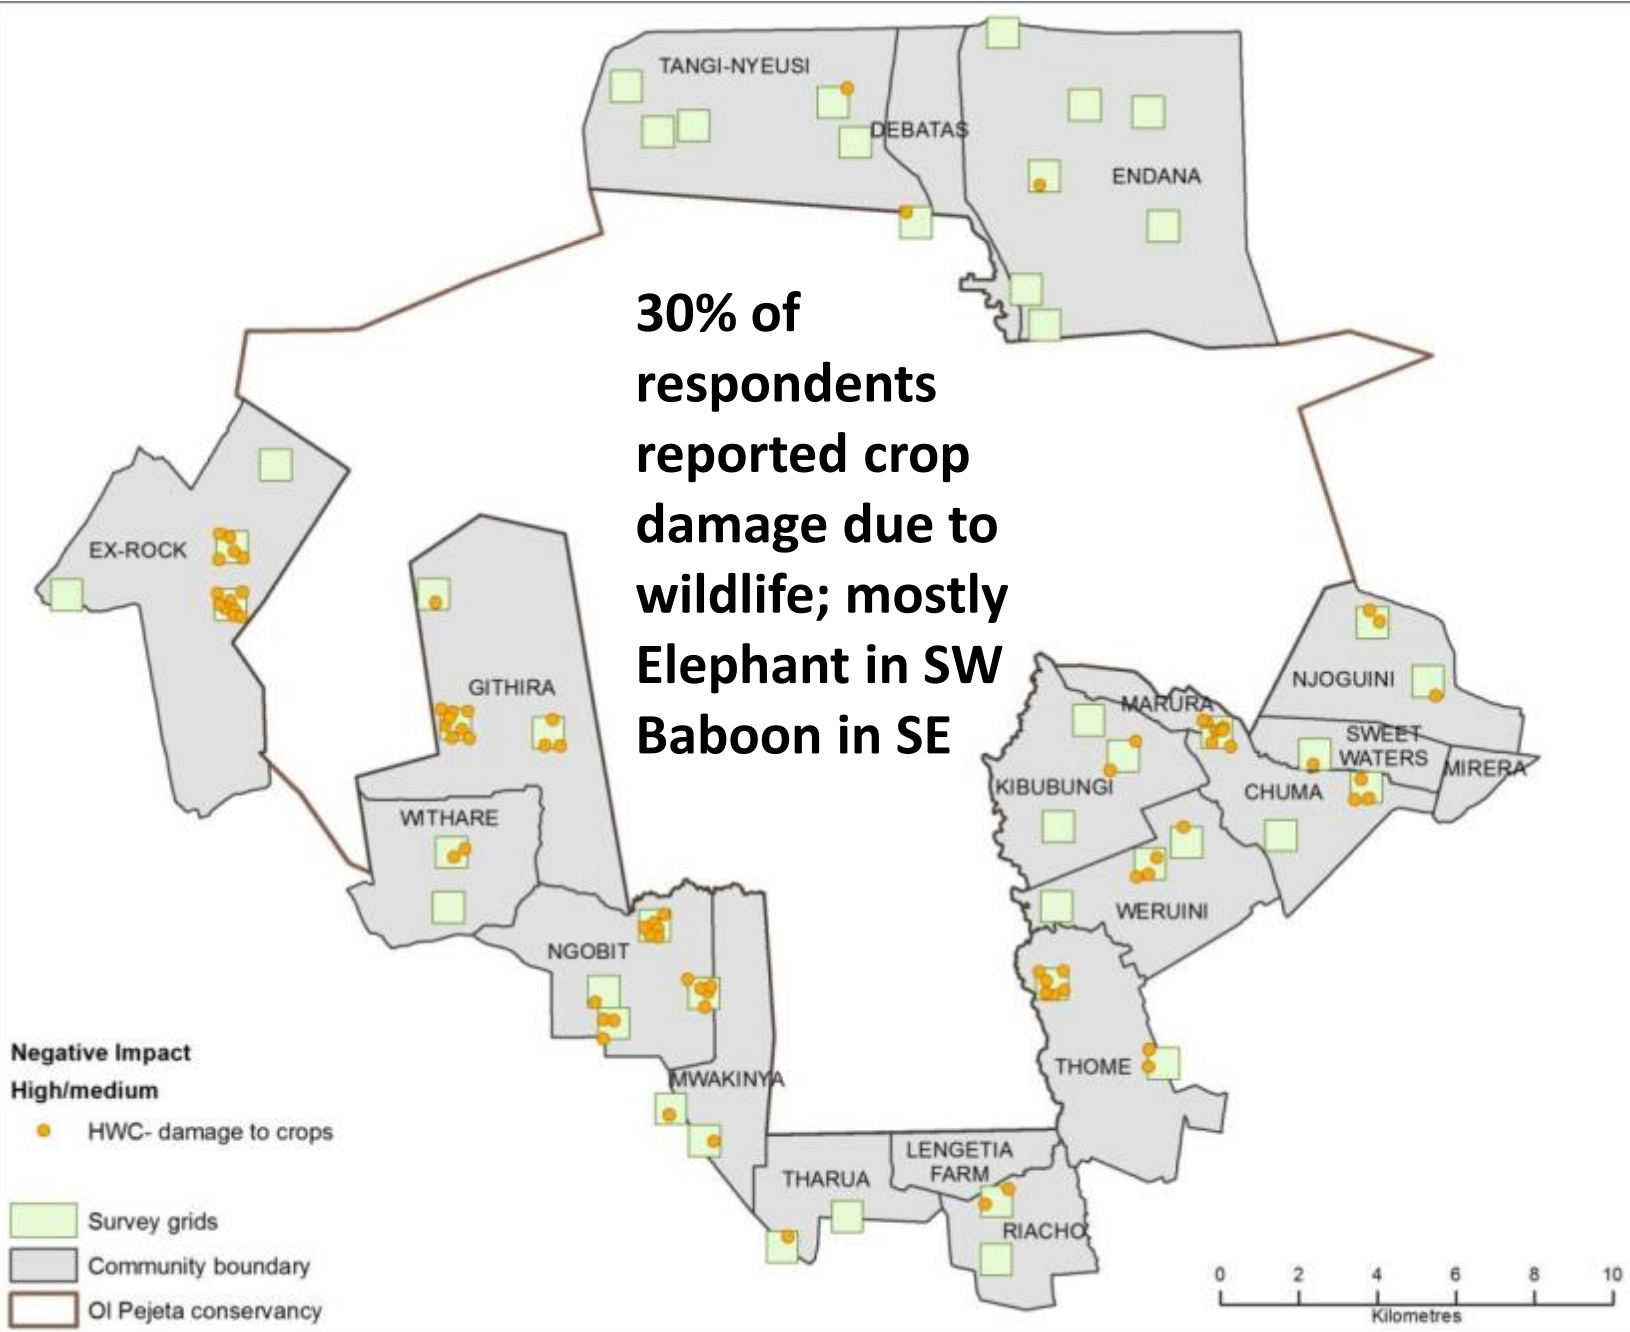 TANGI-NYEUSI
DEBATAS
ENDANA
30% of
respondents
reported crop
damage due to
wildlife; mostly
Elephant in SW
Baboon in SE
EX-ROCK
GITHIRA
NJOGUINI
MARURA
SWEET
WATERS
MIRERA
KIBUBUNGI
CHUMA
WITHARE
WERUINI
NGOBIT
THOME
MWAKINYA
LENGETIA
FARM
THARUA
RIACHO
Negative Impact
High/medium
HWC- damage to crops
Survey grids
Community boundary
Ol Pejeta conservancy
0 2 4 6 8 10
Kilometres